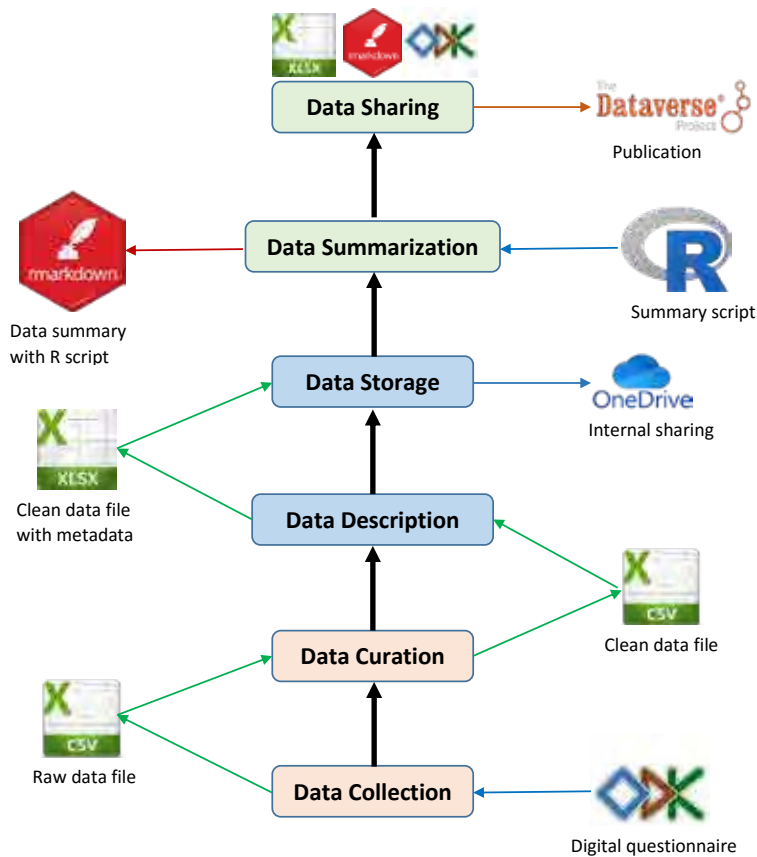 XLSX
rmarkdown
ODK
Data Sharing
The
Dataverse®
Project
Publication
rmarkdown
Data Summarization
R
Data summary
with R script
Summary script
Data Storage
OneDrive
Internal sharing
X
XLSX
Clean data file
with metadata
Data Description
X
CSV
Clean data file
Data Curation
X
CSV
Raw data file
Data Collection
ODK
Digital questionnaire